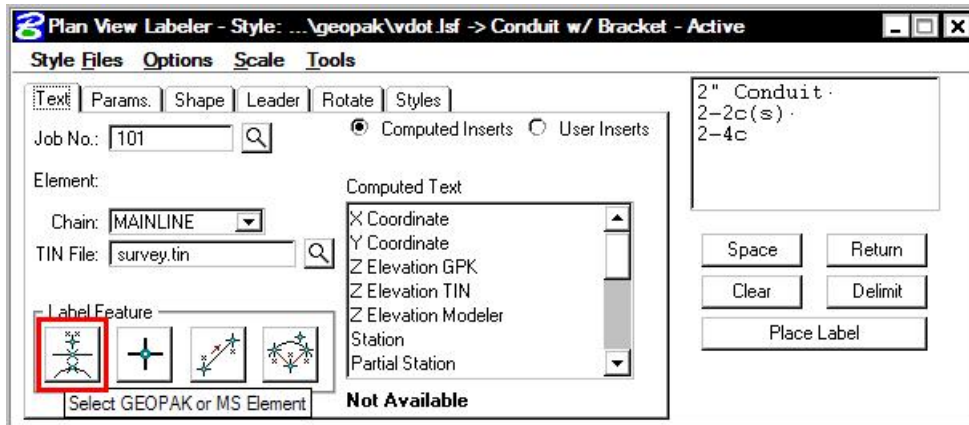 Plan View Labeler - Style: ...\geopak\vdot.lsf -> Conduit w/ Bracket - Active
Style Files Options Scale Tools
Text Params. Shape Leader Rotate Styles
Job No.: 101
Computed Inserts User Inserts
Element:
Chain: MAINLINE
TIN File: survey.tin
Computed Text
X Coordinate
Y Coordinate
Z Elevation GPK
Z Elevation TIN
Z Elevation Modeler
Station
Partial Station
Label Feature
Select GEOPAK or MS Element
Not Available
2" Conduit·
2-2c(s)·
2-4c
Space Return
Clear Delimit
Place Label